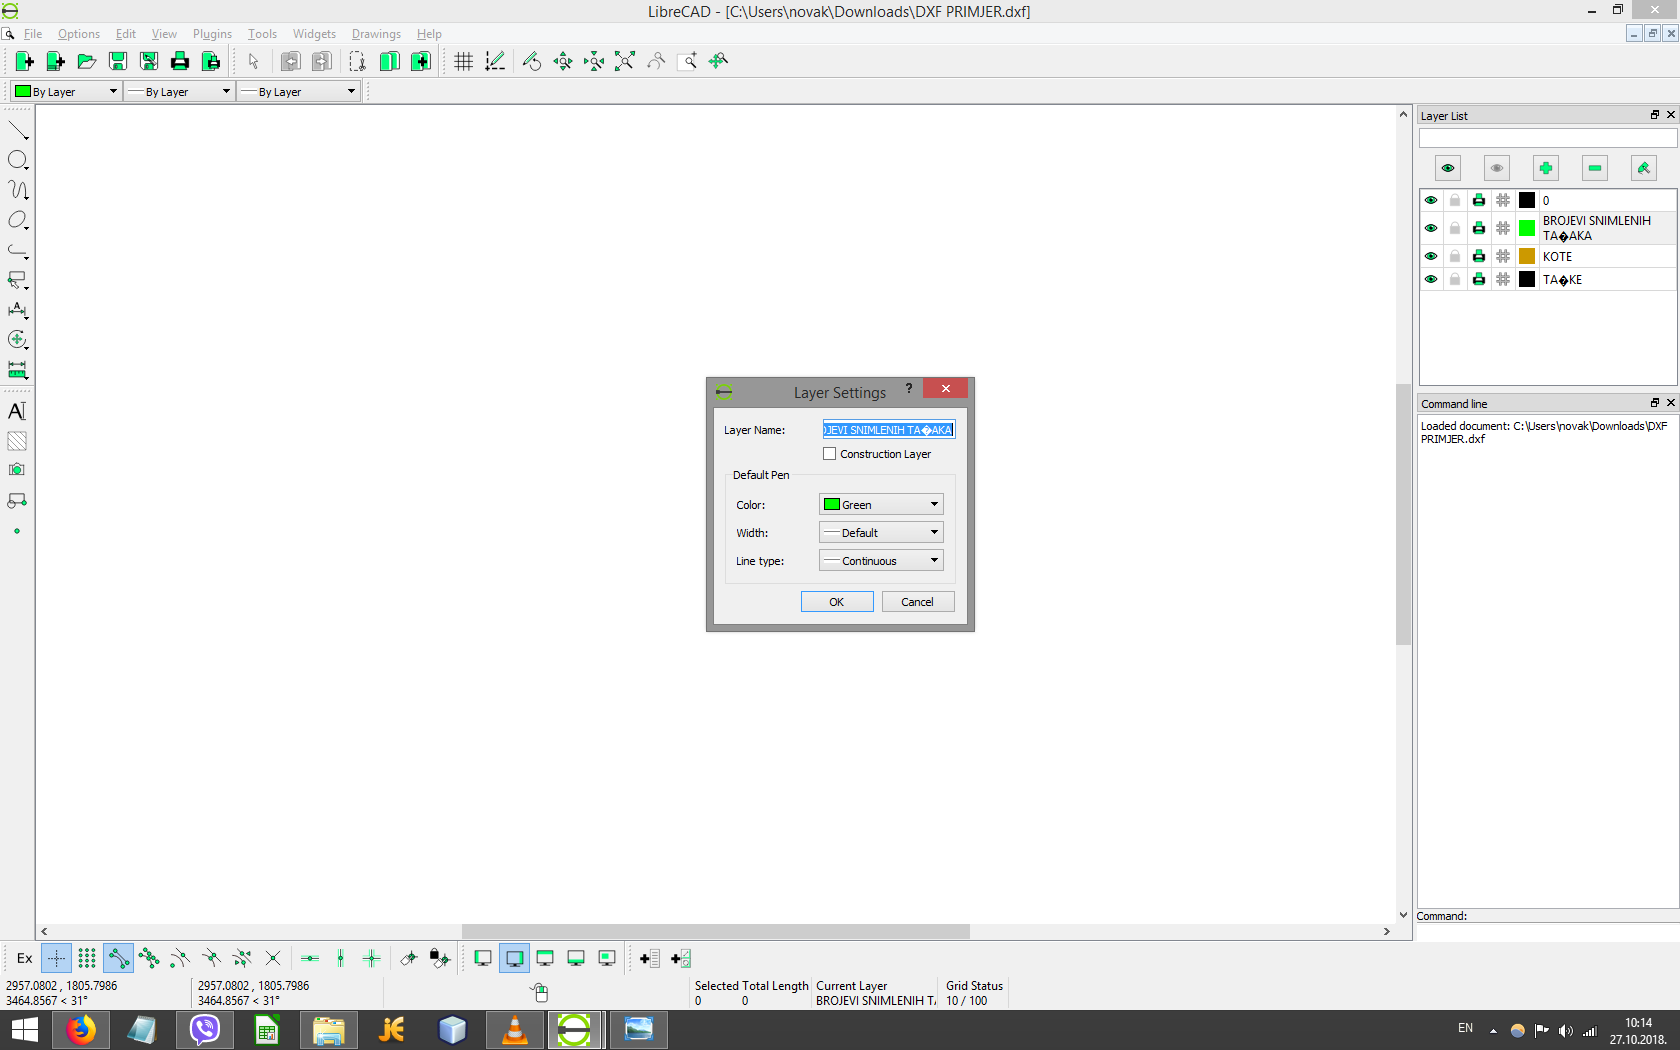 LibreCAD - [C:\Users\novak\Downloads\DXF PRIMJER.dxf]
File Options Edit View Plugins Tools Widgets Drawings Help
By Layer By Layer By Layer
Layer List
0
BROJEVI SNIMLENIH
TA�AKA
KOTE
TA�KE
Layer Settings ?
Layer Name: OJEVI SNIMLENIH TA�AKA
Construction Layer
Default Pen
Color: Green
Width: Default
Line type: Continuous
OK Cancel
Command line
Loaded document: C:\Users\novak\Downloads\DXF
PRIMJER.dxf
Command:
Ex
2957.0802 , 1805.7986
3464.8567 < 31°
2957.0802 , 1805.7986
3464.8567 < 31°
Selected Total Length
0 0
Current Layer
BROJEVI SNIMLENIH T
Grid Status
10 / 100
EN
10:14
27.10.2018.